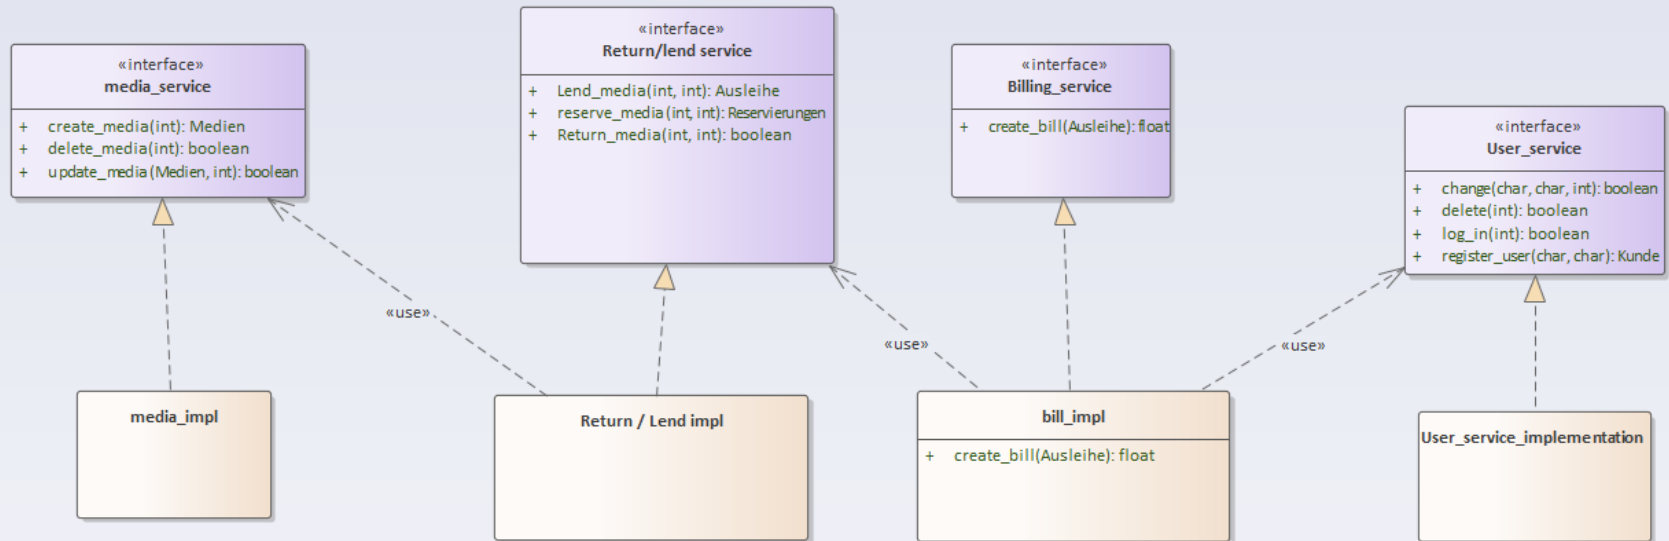 «interface»
media_service
+ create_media(int): Medien
+ delete_media(int): boolean
+ update_media(Medien, int): boolean
«interface»
Return/lend service
+ Lend_media(int, int): Ausleihe
+ reserve_media(int, int): Reservierungen
+ Return_media(int, int): boolean
«interface»
Billing_service
+ create_bill(Ausleihe): float
«interface»
User_service
+ change(char, char, int): boolean
+ delete(int): boolean
+ log_in(int): boolean
+ register_user(char, char): Kunde
«use»
«use»
«use»
media_impl
Return / Lend impl
bill_impl
+ create_bill(Ausleihe): float
User_service_implementation